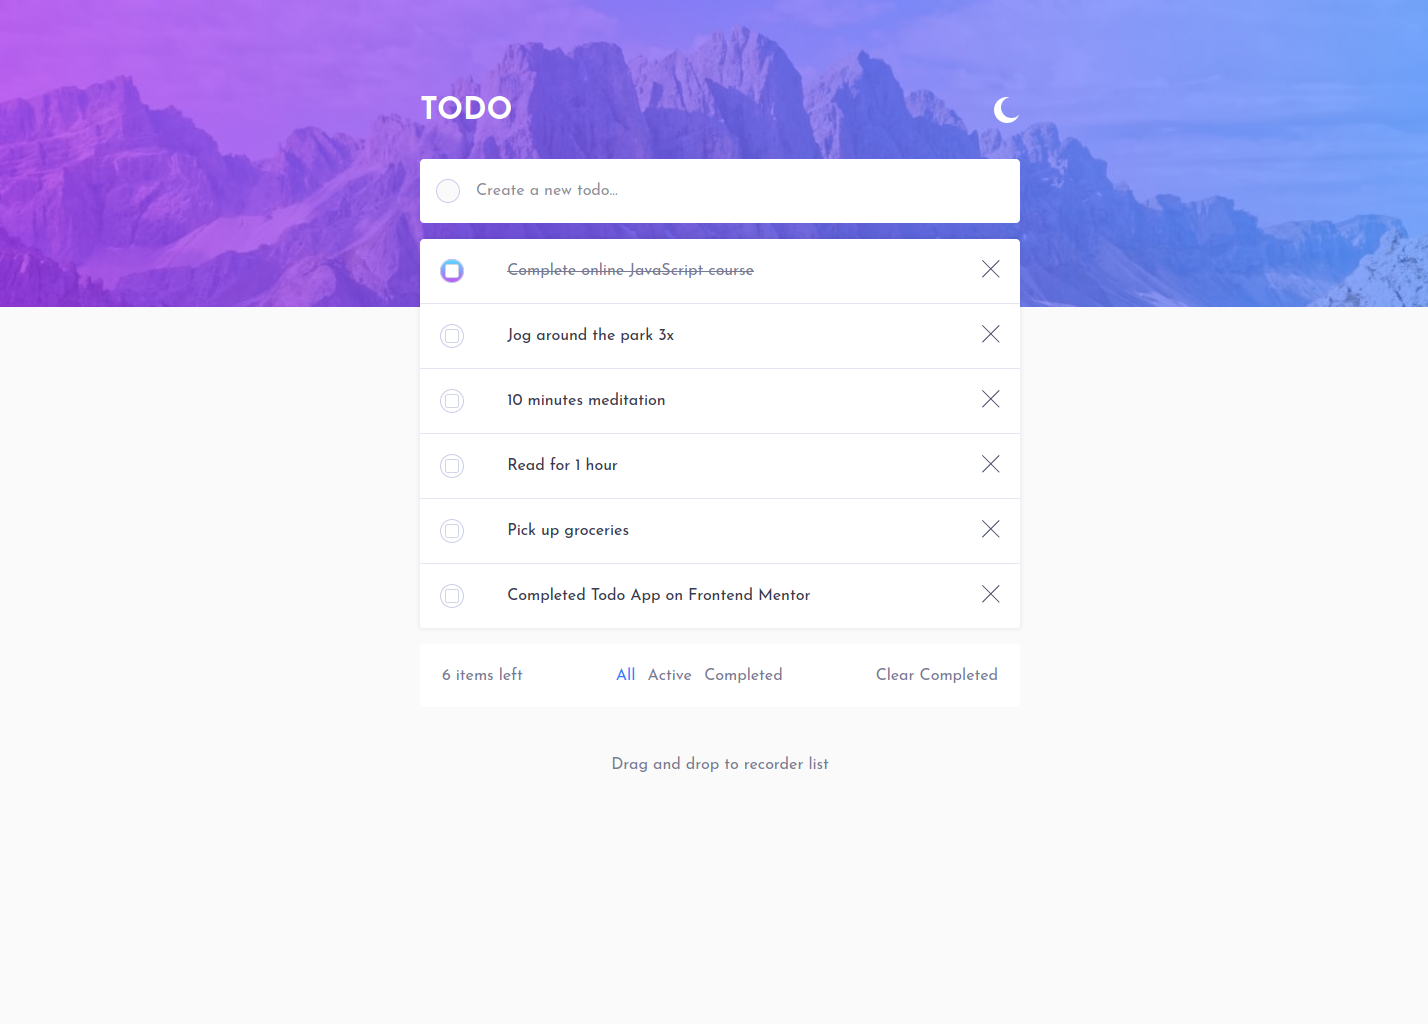 TODO
Create a new todo...
Complete online JavaScript course
Jog around the park 3x
10 minutes meditation
Read for 1 hour
Pick up groceries
Completed Todo App on Frontend Mentor
6 items left All Active Completed Clear Completed
Drag and drop to recorder list